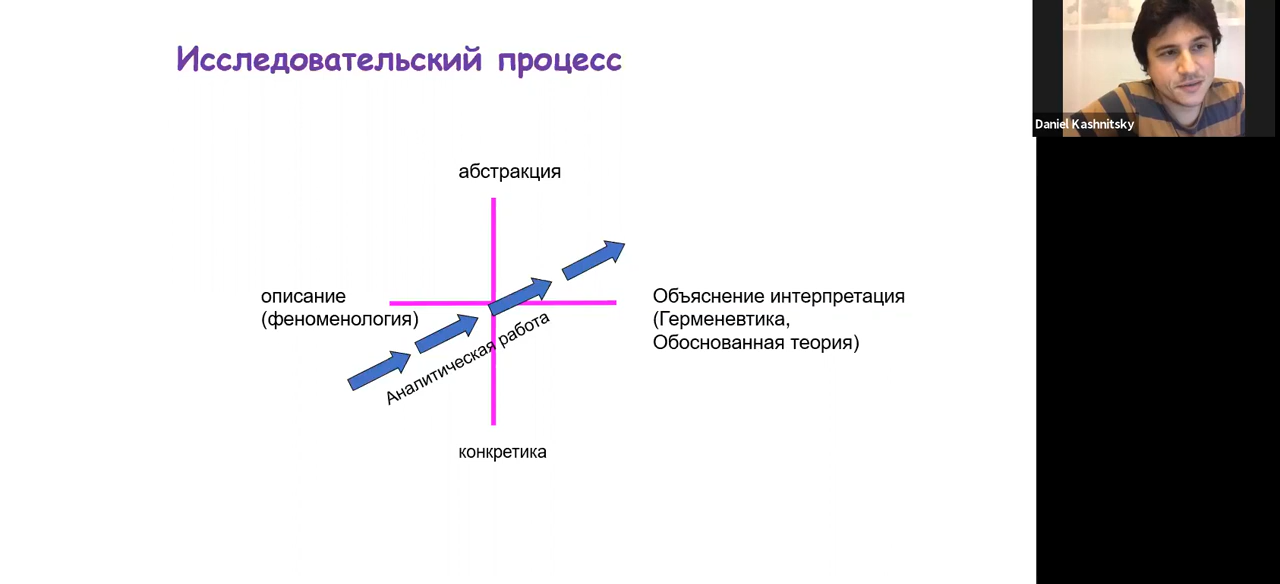 Исследовательский процесс
Daniel Kashnitsky
абстракция
описание
(феноменология)
Объяснение интерпретация
(Герменевтика,
Обоснованная теория)
Аналитическая работа
конкретика